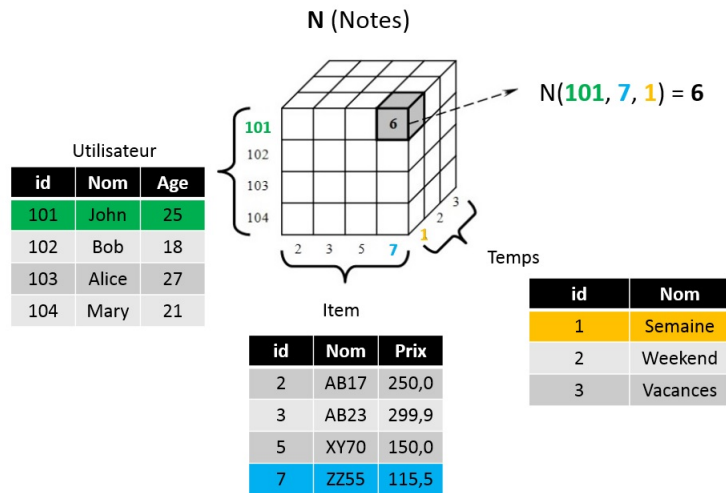 N (Notes)
N(101, 7, 1) = 6
6
101
102
103
104
2 3 5 7
1 2 3
Utilisateur
id Nom Age
101 John 25
102 Bob 18
103 Alice 27
104 Mary 21
Item
id Nom Prix
2 AB17 250,0
3 AB23 299,9
5 XY70 150,0
7 ZZ55 115,5
Temps
id Nom
1 Semaine
2 Weekend
3 Vacances